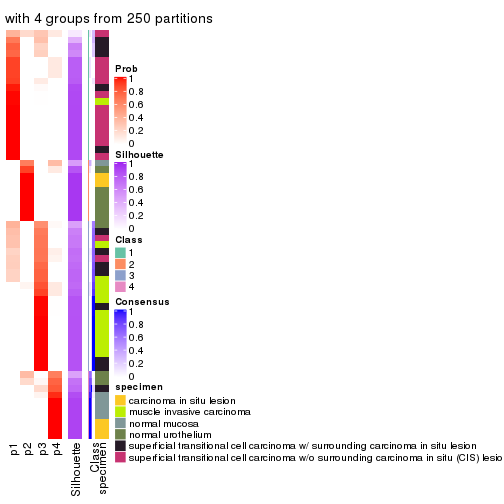 with 4 groups from 250 partitions
Prob
1
0.8
0.6
0.4
0.2
0
Silhouette
1
0.8
0.6
0.4
0.2
0
Class
1
2
3
4
Consensus
1
0.8
0.6
0.4
0.2
0
specimen
carcinoma in situ lesion
muscle invasive carcinoma
normal mucosa
normal urothelium
superficial transitional cell carcinoma w/ surrounding carcinoma in situ lesion
superficial transitional cell carcinoma w/o surrounding carcinoma in situ (CIS) lesio
p1
p2
p3
p4
Silhouette
Class
specimen